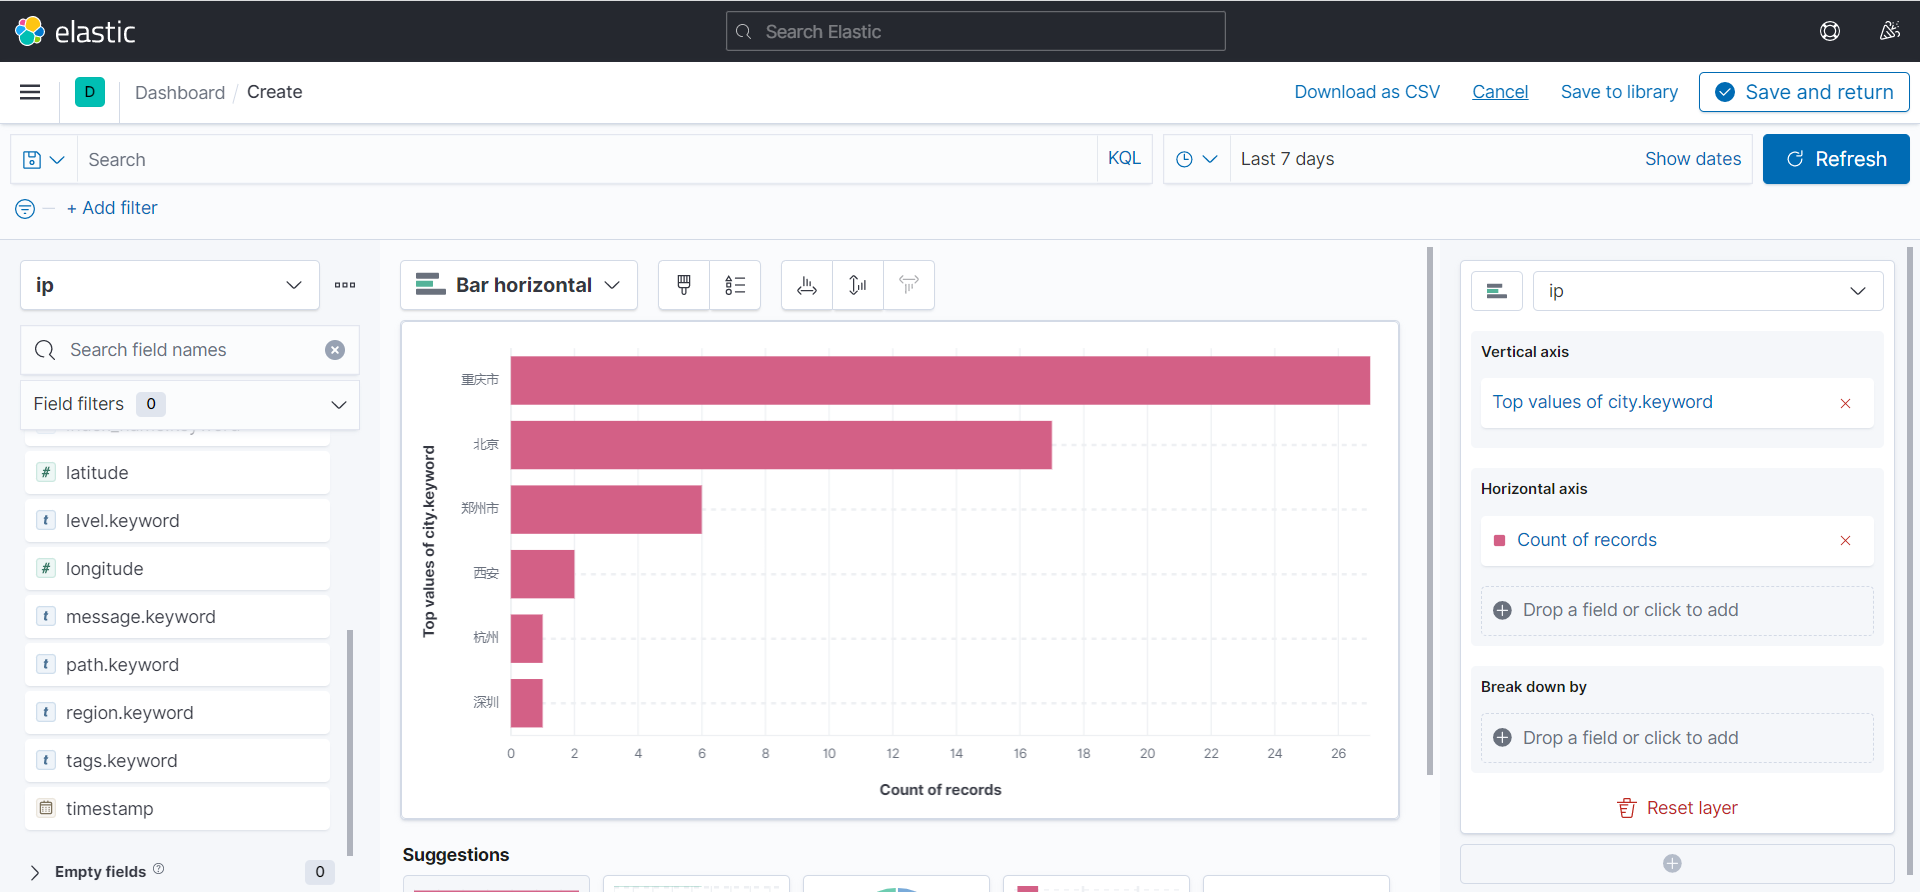 elastic
Search Elastic
D
Dashboard / Create
Download as CSV
Cancel
Save to library
Save and return
Search
KQL
Last 7 days
Show dates
Refresh
+ Add filter
ip
Search field names
Field filters 0
# latitude
t level.keyword
# longitude
t message.keyword
t path.keyword
t region.keyword
t tags.keyword
timestamp
Empty fields ? 0
Bar horizontal
Top values of city.keyword
重庆市
北京
郑州市
西安
杭州
深圳
0 2 4 6 8 10 12 14 16 18 20 22 24 26
Count of records
Suggestions
ip
Vertical axis
Top values of city.keyword
Horizontal axis
Count of records
Drop a field or click to add
Break down by
Drop a field or click to add
Reset layer